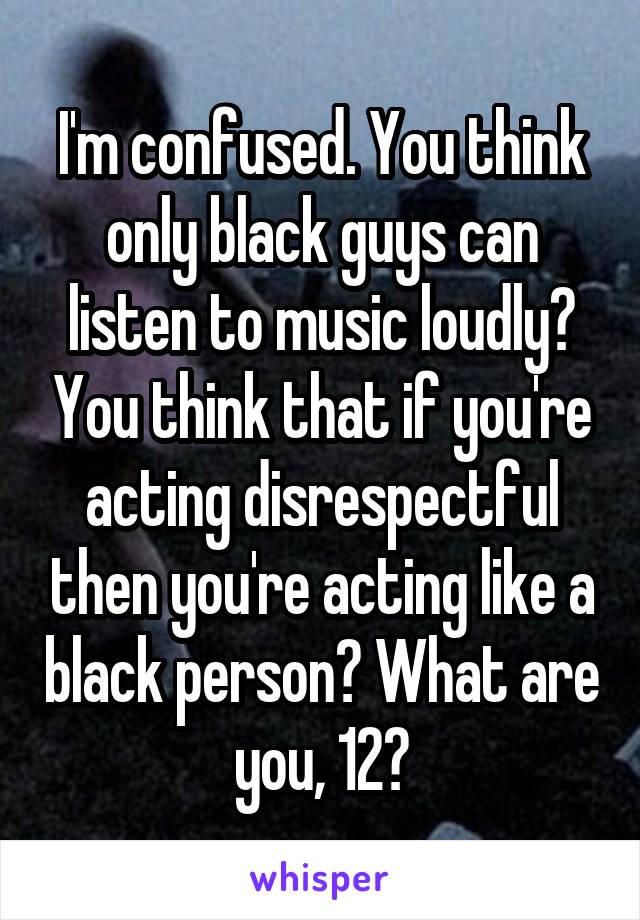 I'm confused. You think
only black guys can
listen to music loudly?
You think that if you're
acting disrespectful
then you're acting like a
black person? What are
you, 12?
whisper